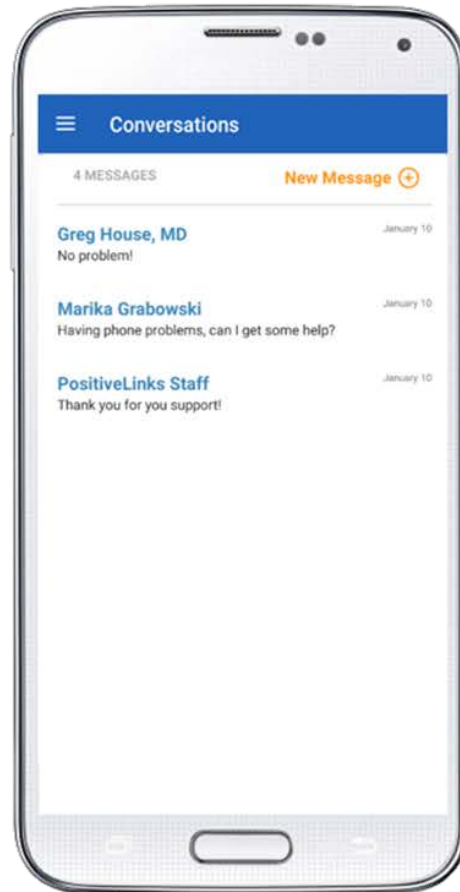 Conversations
4 MESSAGES
New Message
Greg House, MD
January 10
No problem!
Marika Grabowski
January 10
Having phone problems, can I get some help?
PositiveLinks Staff
January 10
Thank you for you support!